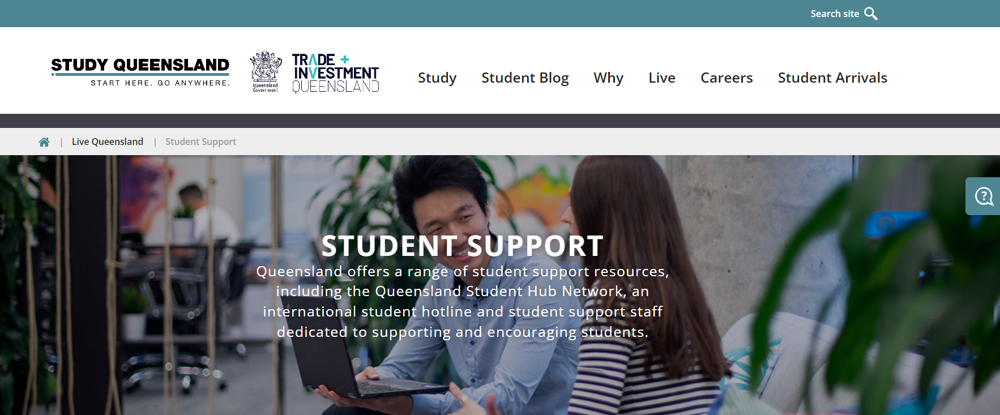 Search site
STUDY QUEENSLAND
START HERE. GO ANYWHERE.
Queensland
Government
TRADE +
INVESTMENT
QUEENSLAND
Study Student Blog Why Live Careers Student Arrivals
| Live Queensland | Student Support
?
STUDENT SUPPORT
Queensland offers a range of student support resources,
including the Queensland Student Hub Network, an
international student hotline and student support staff
dedicated to supporting and encouraging students.